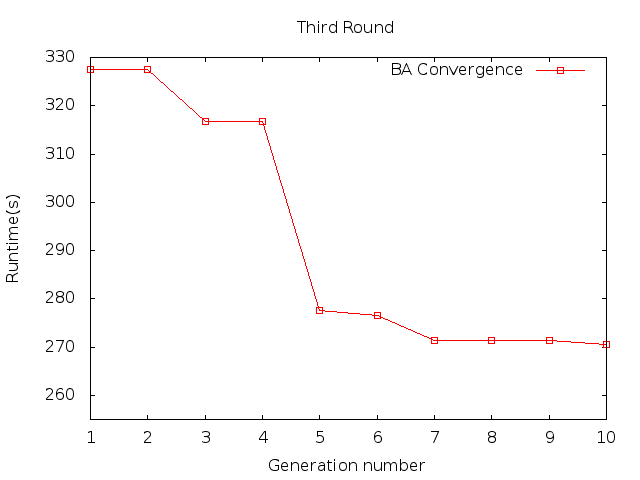 Third Round
BA Convergence
330
320
310
300
290
280
270
260
Runtime(s)
1 2 3 4 5 6 7 8 9 10
Generation number